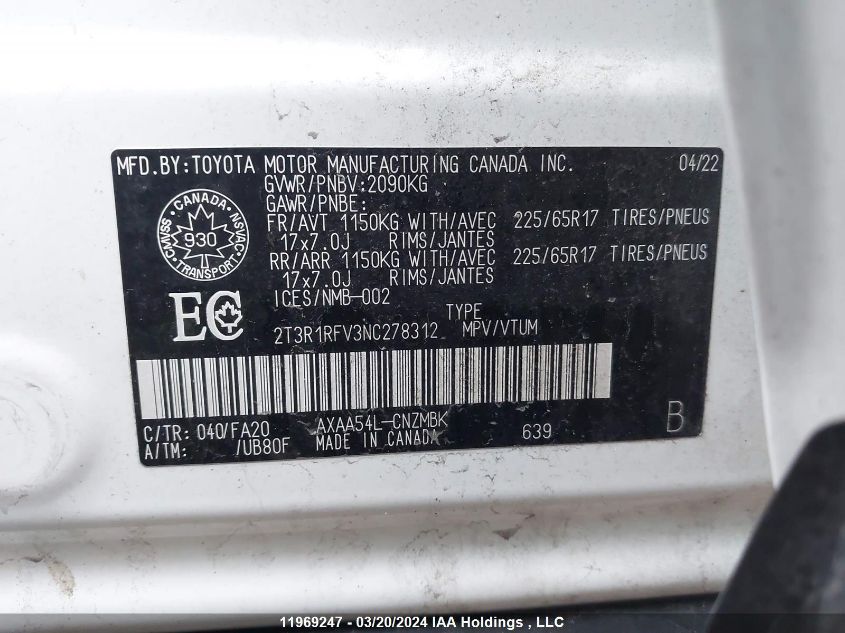 MFD.BY:TOYOTA MOTOR MANUFACTURING CANADA INC. 04/22
GVWR/PNBV:2090KG
GAWR/PNBE:
FR/AVT 1150KG WITH/AVEC 225/65R17 TIRES/PNEUS
17x7.0J RIMS/JANTES
RR/ARR 1150KG WITH/AVEC 225/65R17 TIRES/PNEUS
17x7.0J RIMS/JANTES
ICES/NMB-002
CANADA
CMVSS NSVAC
930
TRANSPORT
EC
TYPE
2T3R1RFV3NC278312 MPV/VTUM
C/TR: 040/FA20 AXAA54L-CNZMBK
A/TM: /UB80F MADE IN CANADA 639 B
11969247 - 03/20/2024 IAA Holdings , LLC